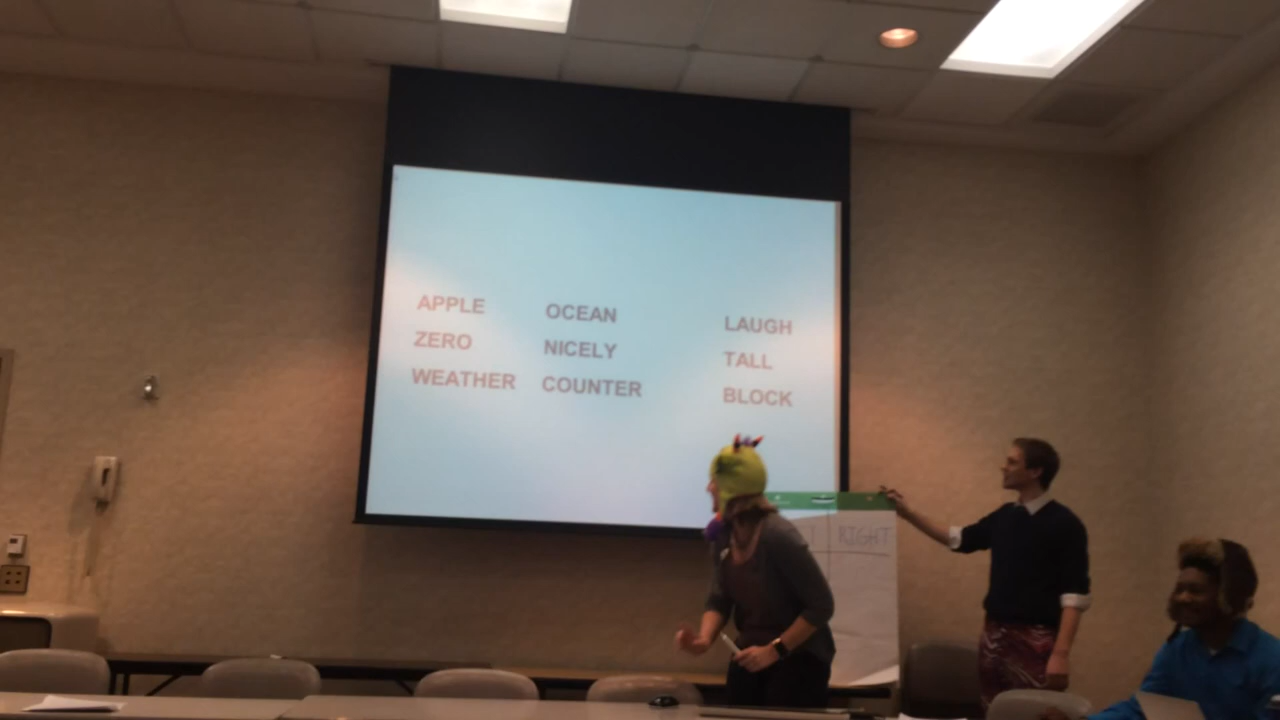 APPLE OCEAN LAUGH
ZERO NICELY TALL
WEATHER COUNTER BLOCK
RIGHT